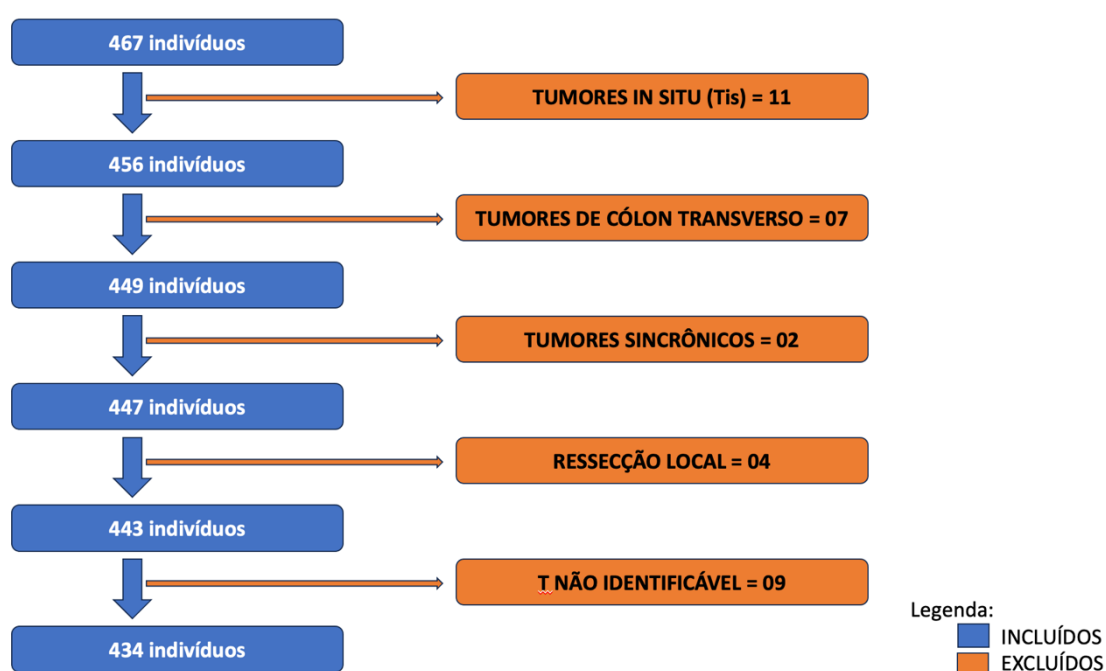 467 indivíduos
TUMORES IN SITU (Tis) = 11
456 indivíduos
TUMORES DE CÓLON TRANSVERSO = 07
449 indivíduos
TUMORES SINCRÔNICOS = 02
447 indivíduos
RESSECÇÃO LOCAL = 04
443 indivíduos
T NÃO IDENTIFICÁVEL = 09
434 indivíduos
Legenda:
INCLUÍDOS
EXCLUÍDOS